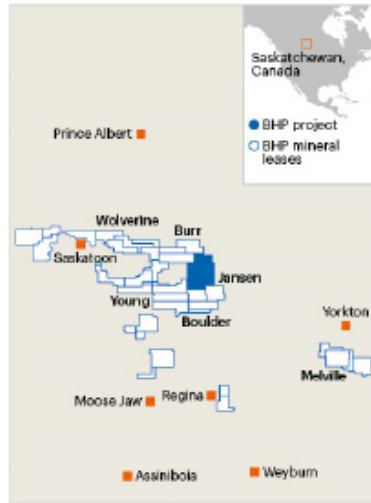 Saskatchewan,
Canada
BHP project
BHP mineral
leases
Prince Albert
Wolverine
Burr
Saskatoon
Jansen
Young
Boulder
Yorkton
Melville
Moose Jaw
Regina
Assiniboia
Weyburn